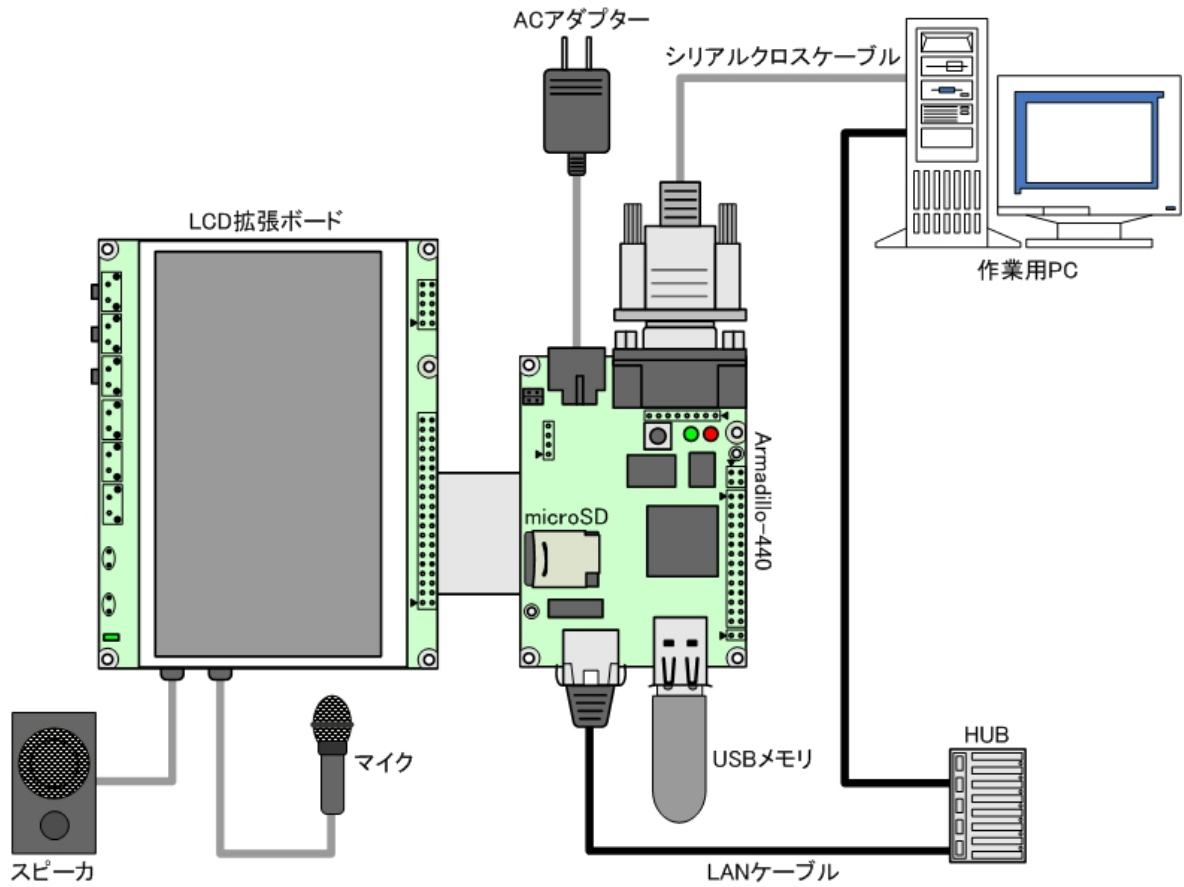 ACアダプター
シリアルクロスケーブル
LCD拡張ボード
作業用PC
Armadillo-440
microSD
HUB
マイク
USBメモリ
スピーカ
LANケーブル